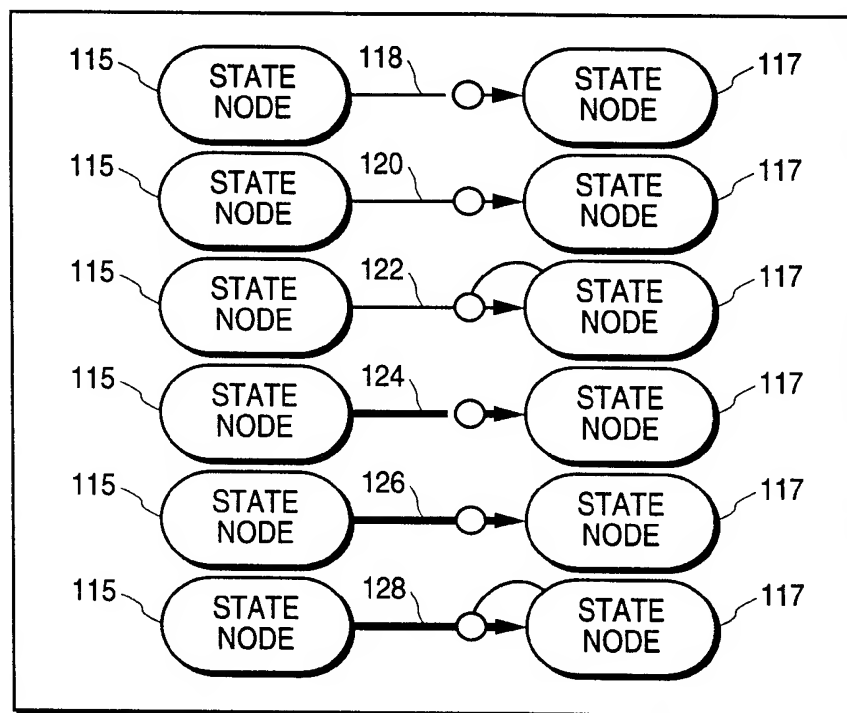 115 STATE NODE 118 STATE NODE 117
115 STATE NODE 120 STATE NODE 117
115 STATE NODE 122 STATE NODE 117
115 STATE NODE 124 STATE NODE 117
115 STATE NODE 126 STATE NODE 117
115 STATE NODE 128 STATE NODE 117